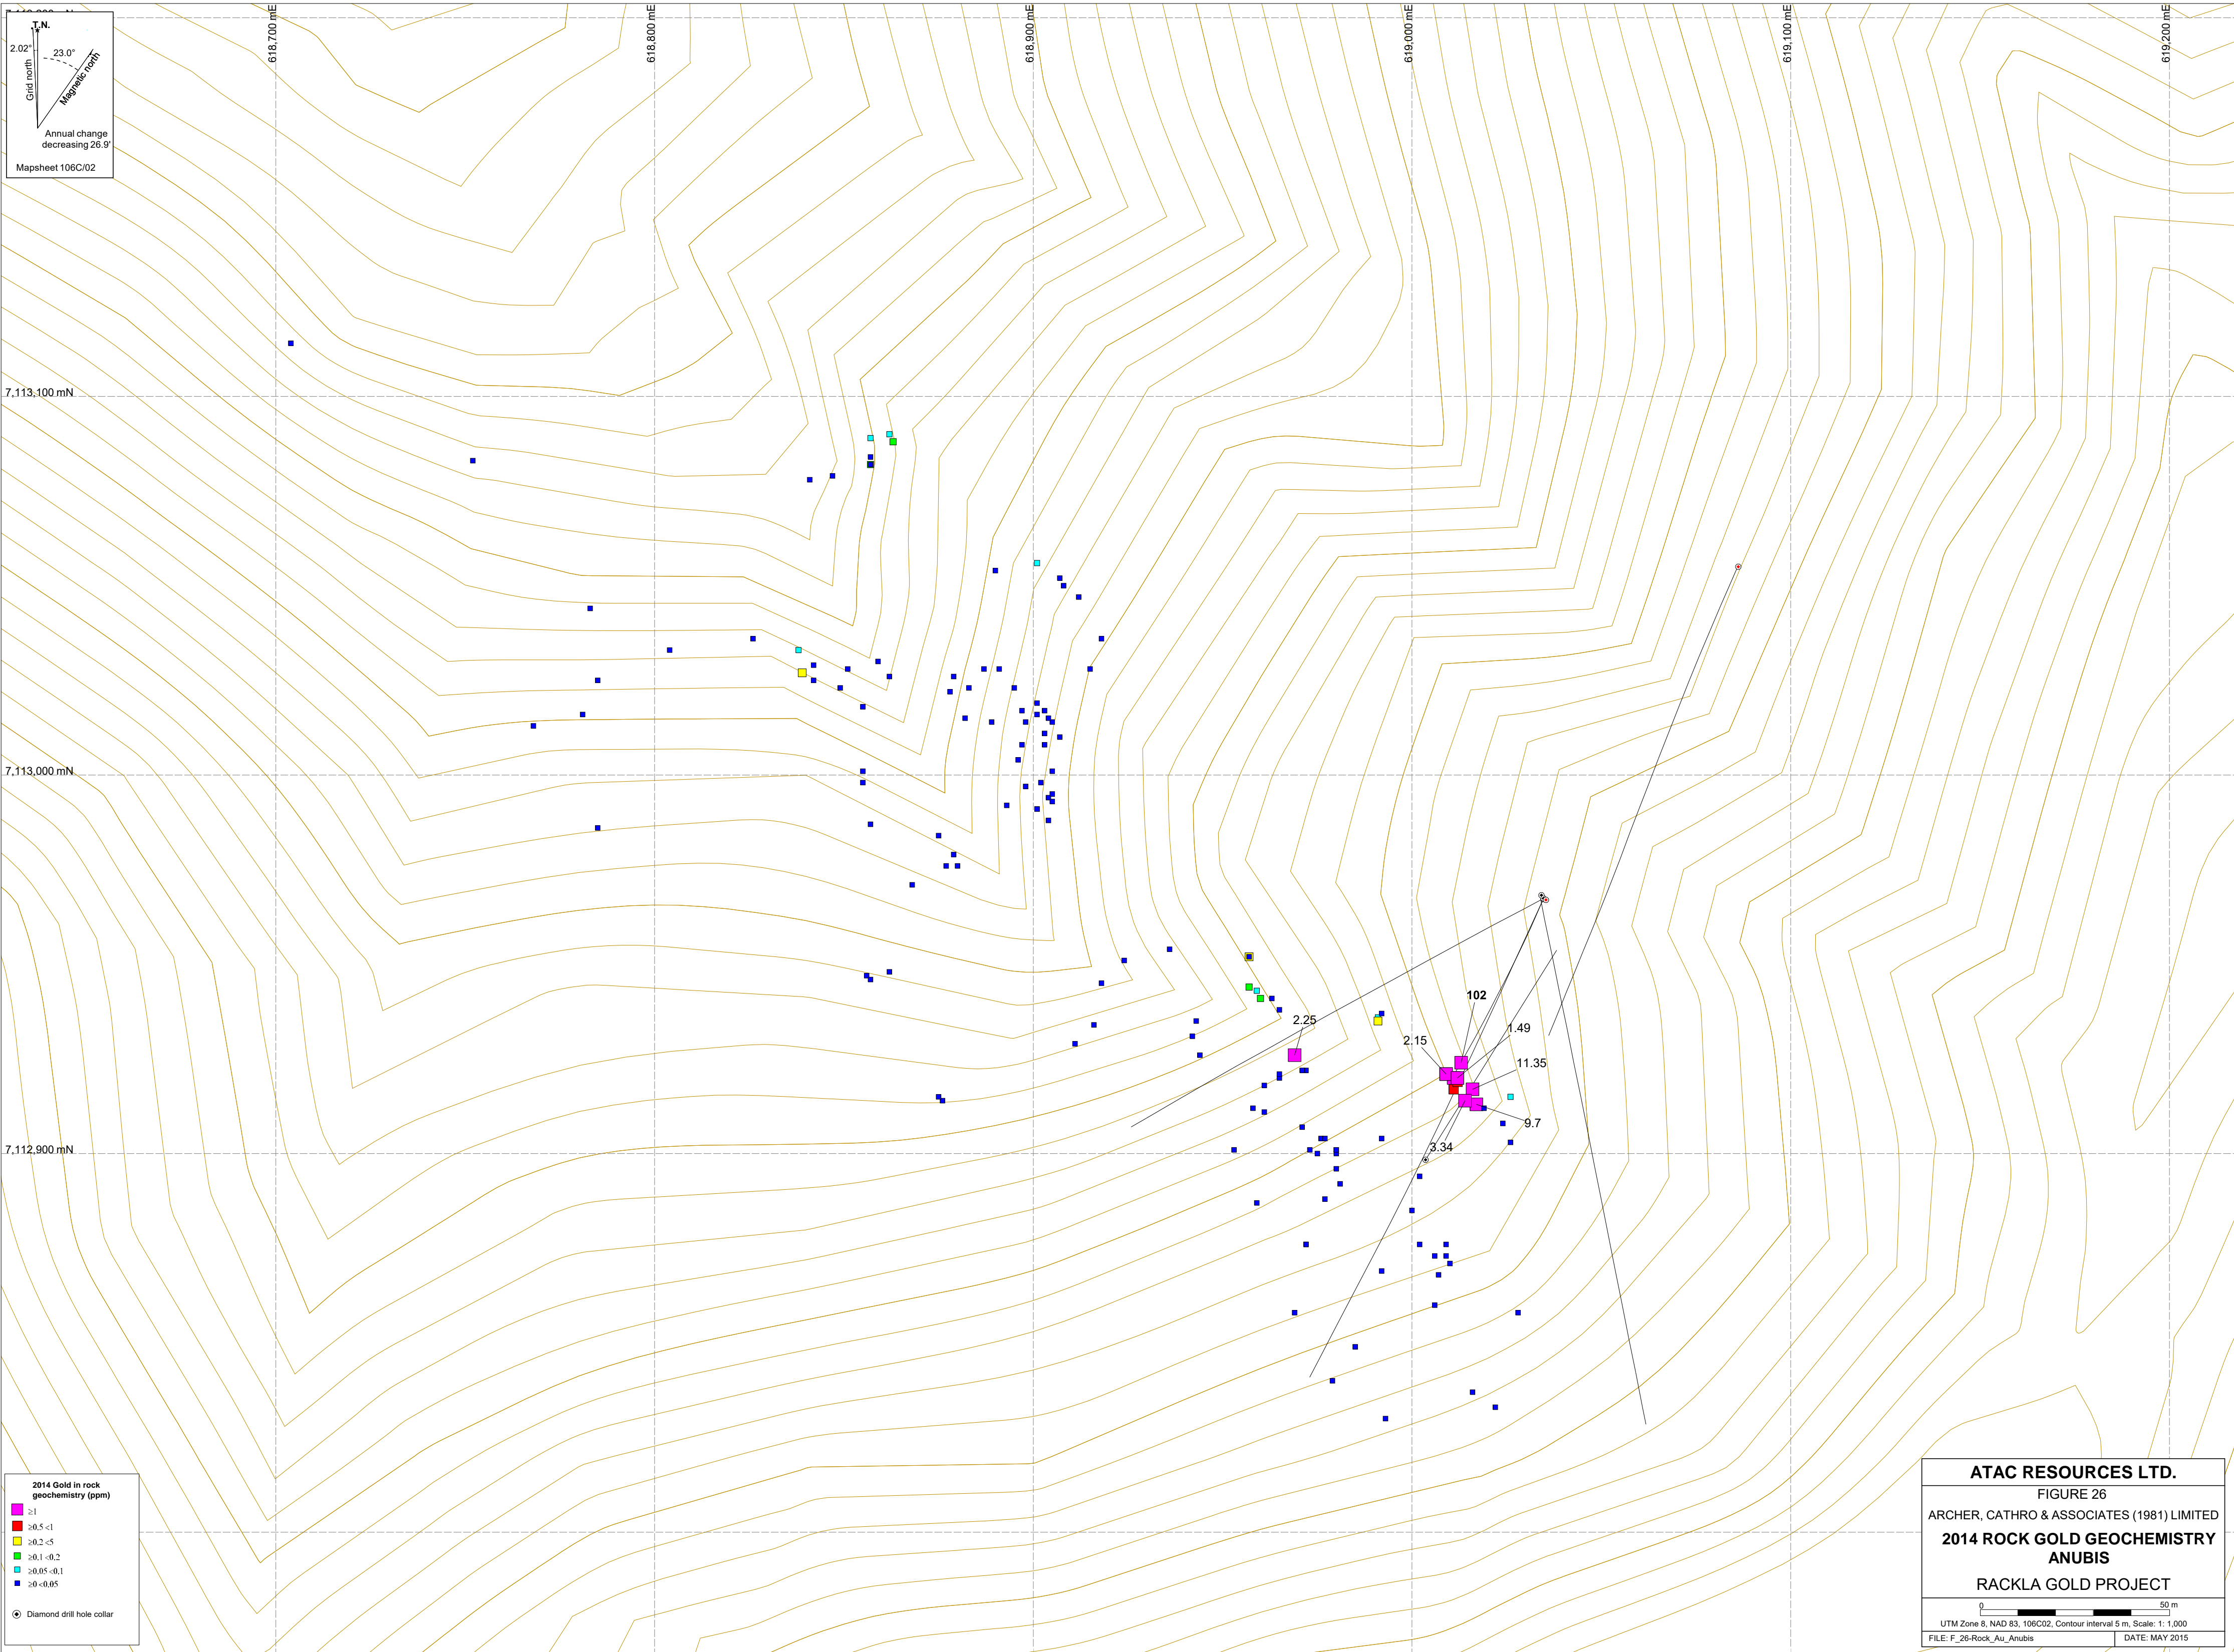 618,700 mE
618,800 mE
618,900 mE
619,000 mE
619,100 mE
619,200 mE
T.N.
2.02°
23.0°
Grid north
Magnetic north
Annual change
decreasing 26.9'
Mapsheet 106C/02
7,113,100 mN
7,113,000 mN
7,112,900 mN
102
2.25
1.49
2.15
11.35
9.7
3.34
2014 Gold in rock
geochemistry (ppm)
≥1
≥0.5 <1
≥0.2 <5
≥0.1 <0.2
≥0.05 <0.1
≥0 <0.05
Diamond drill hole collar
ATAC RESOURCES LTD.
FIGURE 26
ARCHER, CATHRO & ASSOCIATES (1981) LIMITED
2014 ROCK GOLD GEOCHEMISTRY
ANUBIS
RACKLA GOLD PROJECT
0 50 m
UTM Zone 8, NAD 83, 106C02, Contour interval 5 m, Scale: 1: 1,000
FILE: F_26-Rock_Au_Anubis DATE: MAY 2015